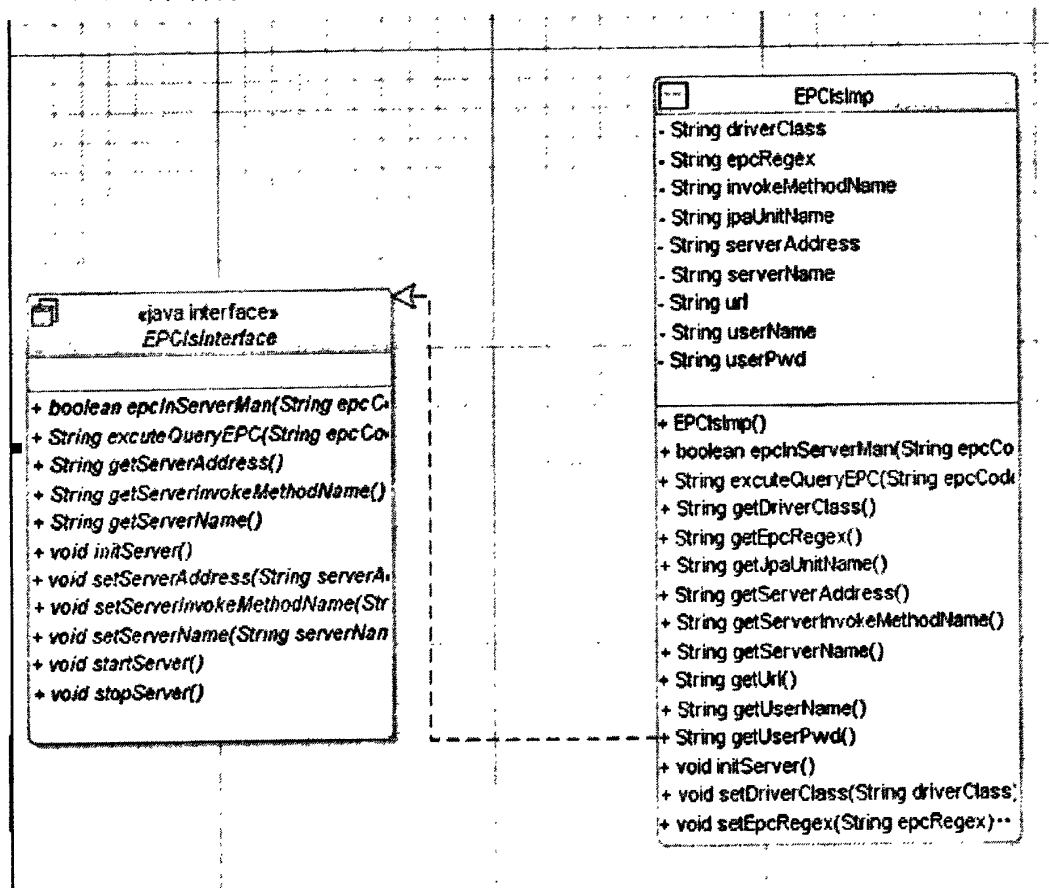 «java interface»
EPCIsInterface
+ boolean epcInServerMan(String epcC
+ String excuteQueryEPC(String epcCo
+ String getServerAddress()
+ String getServerInvokeMethodName()
+ String getServerName()
+ void initServer()
+ void setServerAddress(String serverA
+ void setServerInvokeMethodName(Str
+ void setServerName(String serverNan
+ void startServer()
+ void stopServer()
EPCIsImp
- String driverClass
- String epcRegex
- String invokeMethodName
- String jpaUnitName
- String serverAddress
- String serverName
- String url
- String userName
- String userPwd
+ EPCIsImp()
+ boolean epcInServerMan(String epcCo
+ String excuteQueryEPC(String epcCode
+ String getDriverClass()
+ String getEpcRegex()
+ String getJpaUnitName()
+ String getServerAddress()
+ String getServerInvokeMethodName()
+ String getServerName()
+ String getUrl()
+ String getUserName()
+ String getUserPwd()
+ void initServer()
+ void setDriverClass(String driverClass)
+ void setEpcRegex(String epcRegex)··